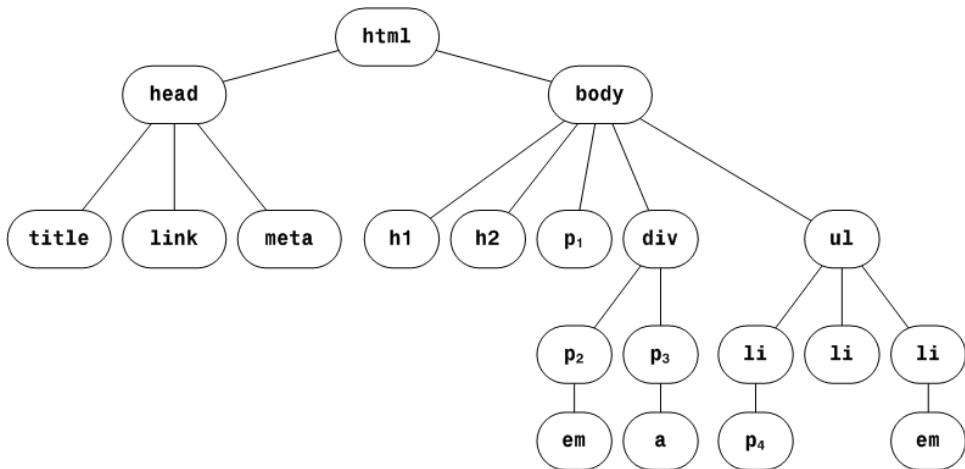 html
head body
title link meta h1 h2 p₁ div ul
p₂ p₃ li li li
em a p₄ em